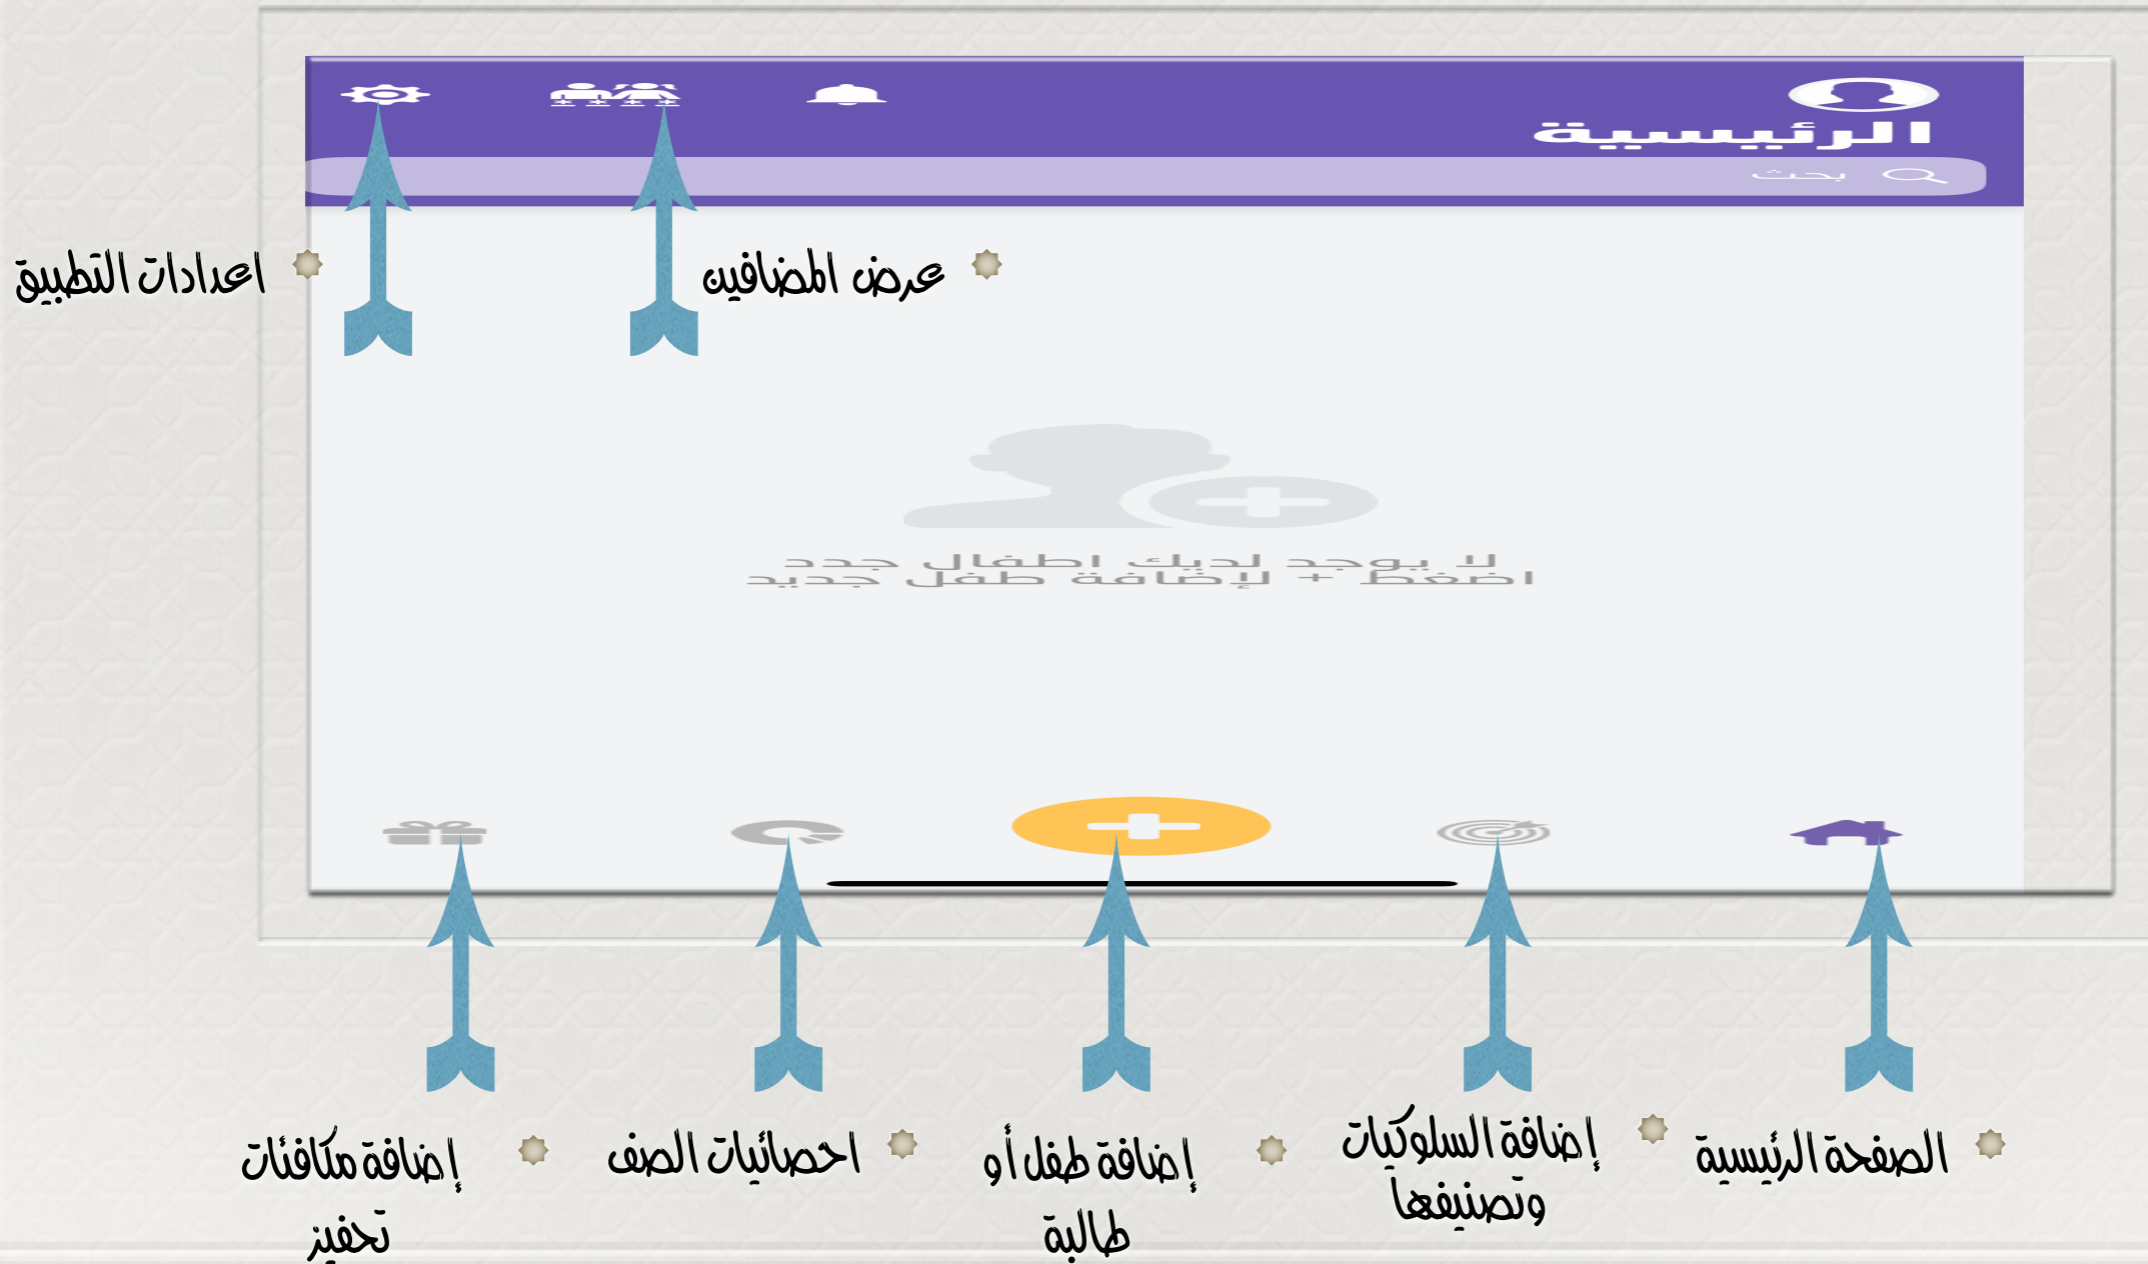 الرئيسية
بحث
عرض المضافين
اعدادات التطبيق
لا يوجد لديك اطفال جدد
اضغط + لإضافة طفل جديد
الصفحة الرئيسية
إضافة السلوكيات
وتصنيفها
إضافة طفل أو
طالبة
احصائيات الصف
إضافة مكافئات
تحفيز